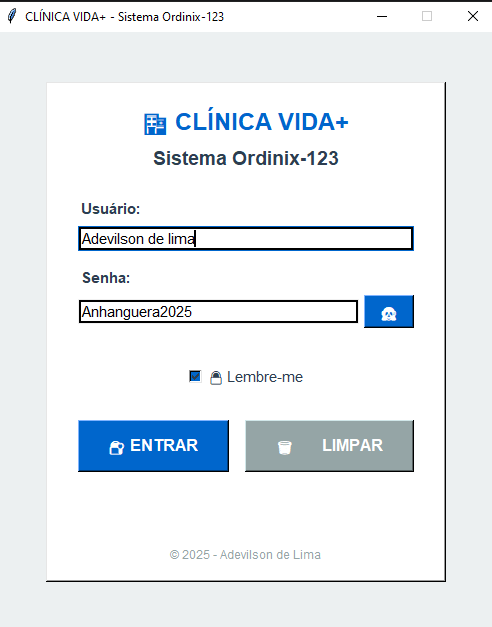 CLÍNICA VIDA+ - Sistema Ordinix-123
CLÍNICA VIDA+
Sistema Ordinix-123
Usuário:
Adevilson de lima
Senha:
Anhanguera2025
Lembre-me
ENTRAR
LIMPAR
© 2025 - Adevilson de Lima